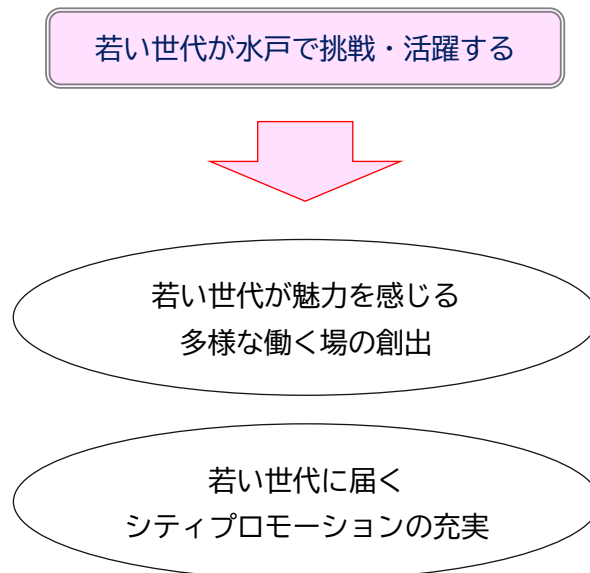 若い世代が水戸で挑戦・活躍する
若い世代が魅力を感じる
多様な働く場の創出
若い世代に届く
シティプロモーションの充実